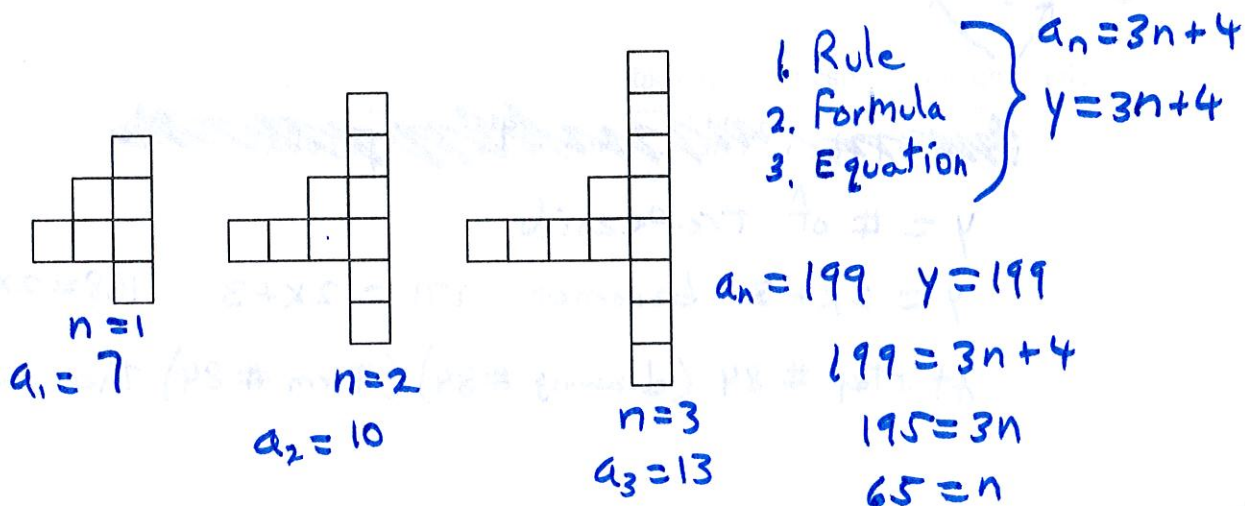 n = 1
a₁ = 7
n=2
a₂ = 10
n=3
a₃ = 13
1. Rule
2. Formula
3. Equation
aₙ = 3n + 4
y = 3n + 4
aₙ = 199 y = 199
199 = 3n + 4
195 = 3n
65 = n